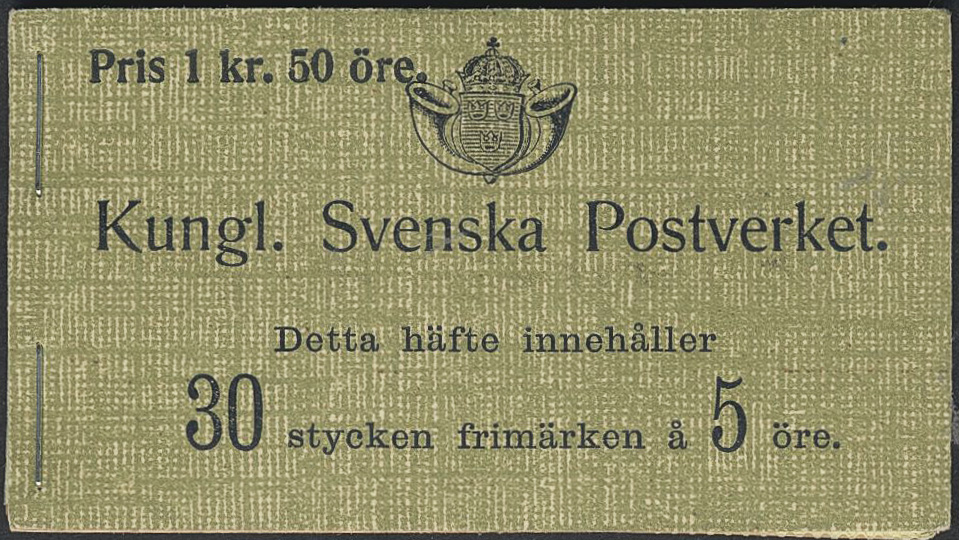 Pris 1 kr. 50 öre.
Kungl. Svenska Postverket.
Detta häfte innehåller
30 stycken frimärken å 5 öre.